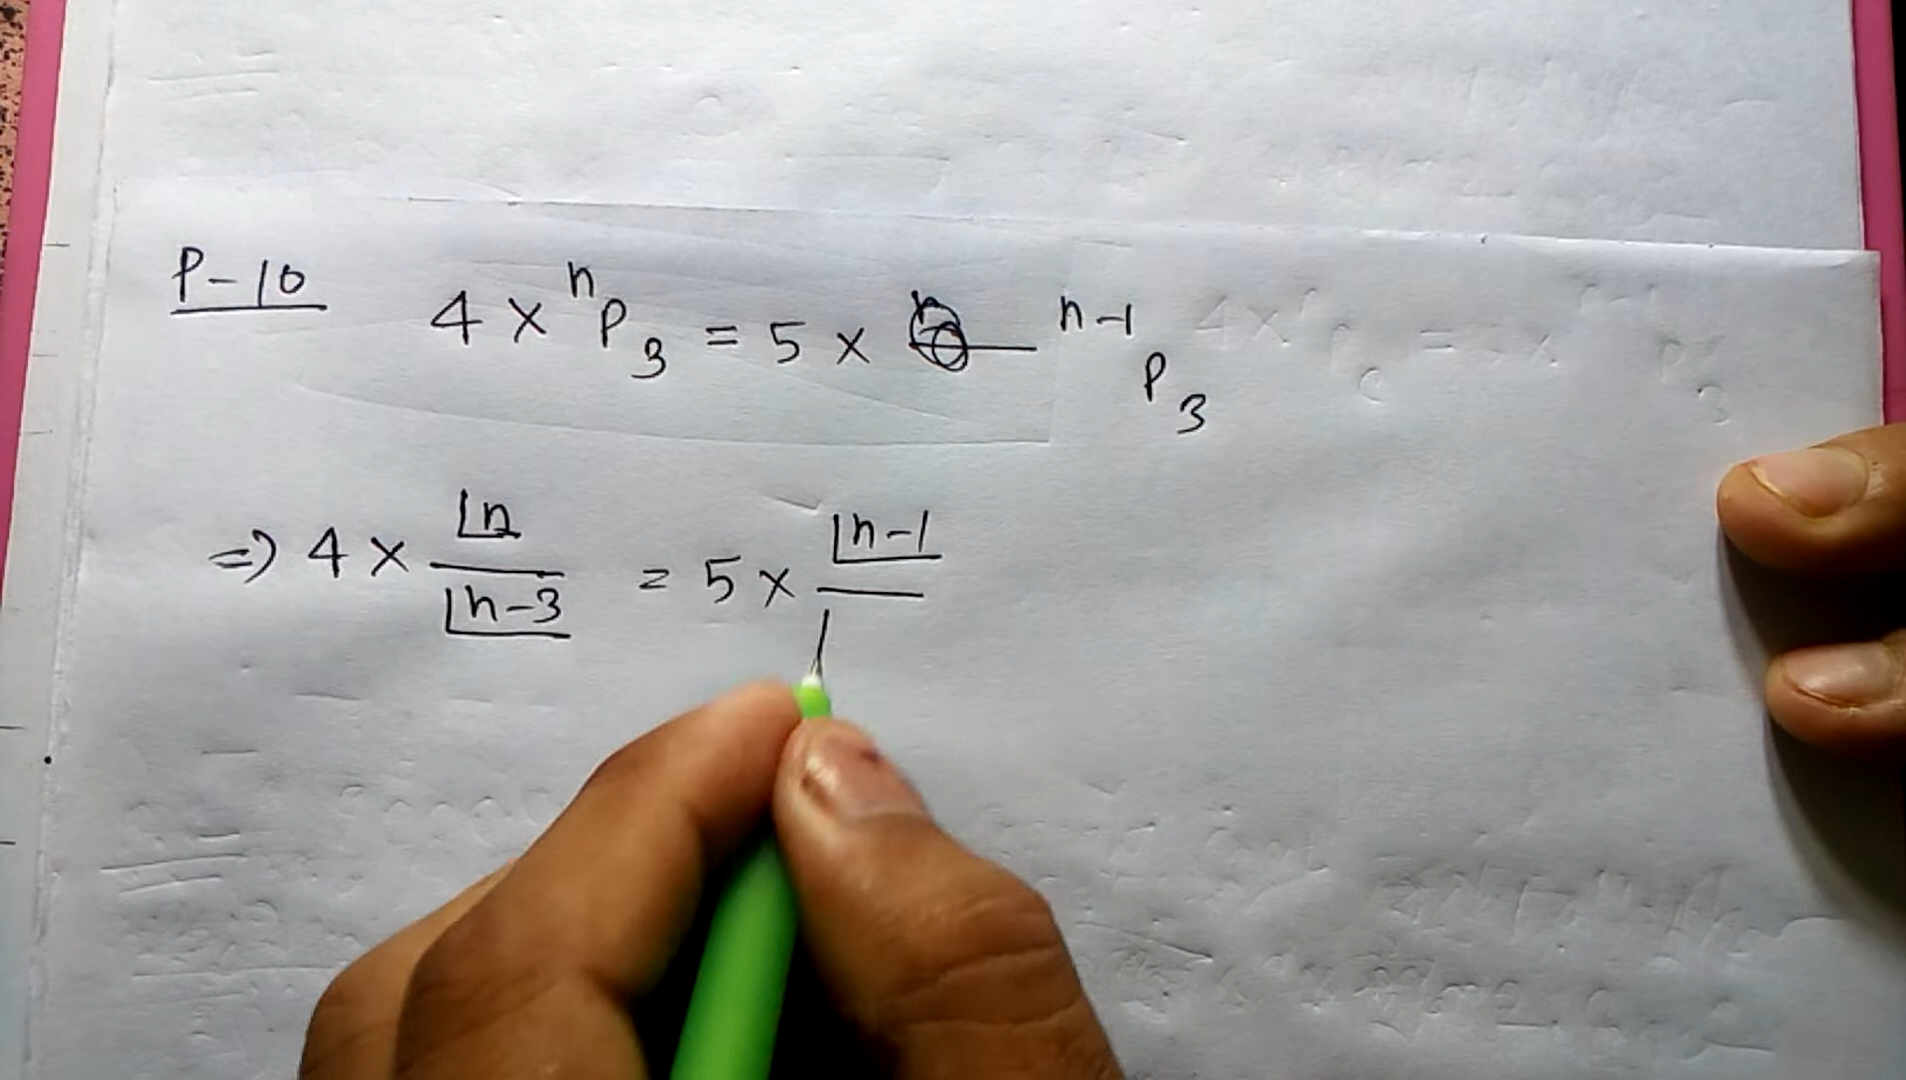 P-10 4 × ⁿP₃ = 5 × ⁿ⁻¹P₃
⇒ 4 × |n / |n-3 = 5 × |n-1 / |